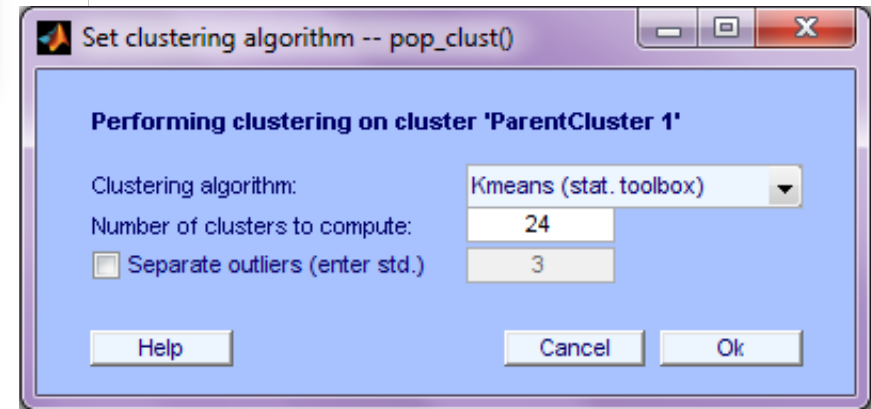 Set clustering algorithm -- pop_clust()
Performing clustering on cluster 'ParentCluster 1'
Clustering algorithm: Kmeans (stat. toolbox)
Number of clusters to compute: 24
Separate outliers (enter std.) 3
Help Cancel Ok